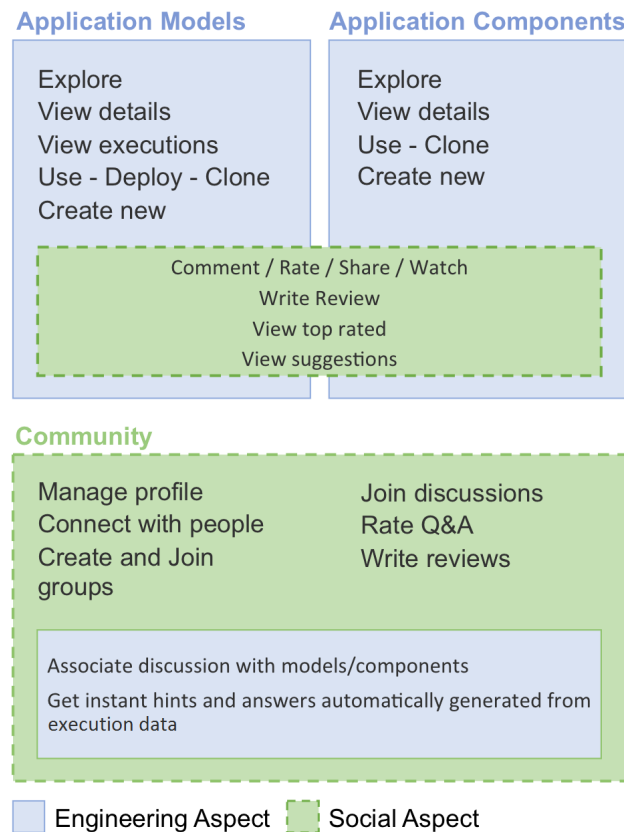 Application Models
Explore
View details
View executions
Use - Deploy - Clone
Create new
Application Components
Explore
View details
Use - Clone
Create new
Comment / Rate / Share / Watch
Write Review
View top rated
View suggestions
Community
Manage profile
Connect with people
Create and Join
groups
Join discussions
Rate Q&A
Write reviews
Associate discussion with models/components
Get instant hints and answers automatically generated from
execution data
Engineering Aspect
Social Aspect